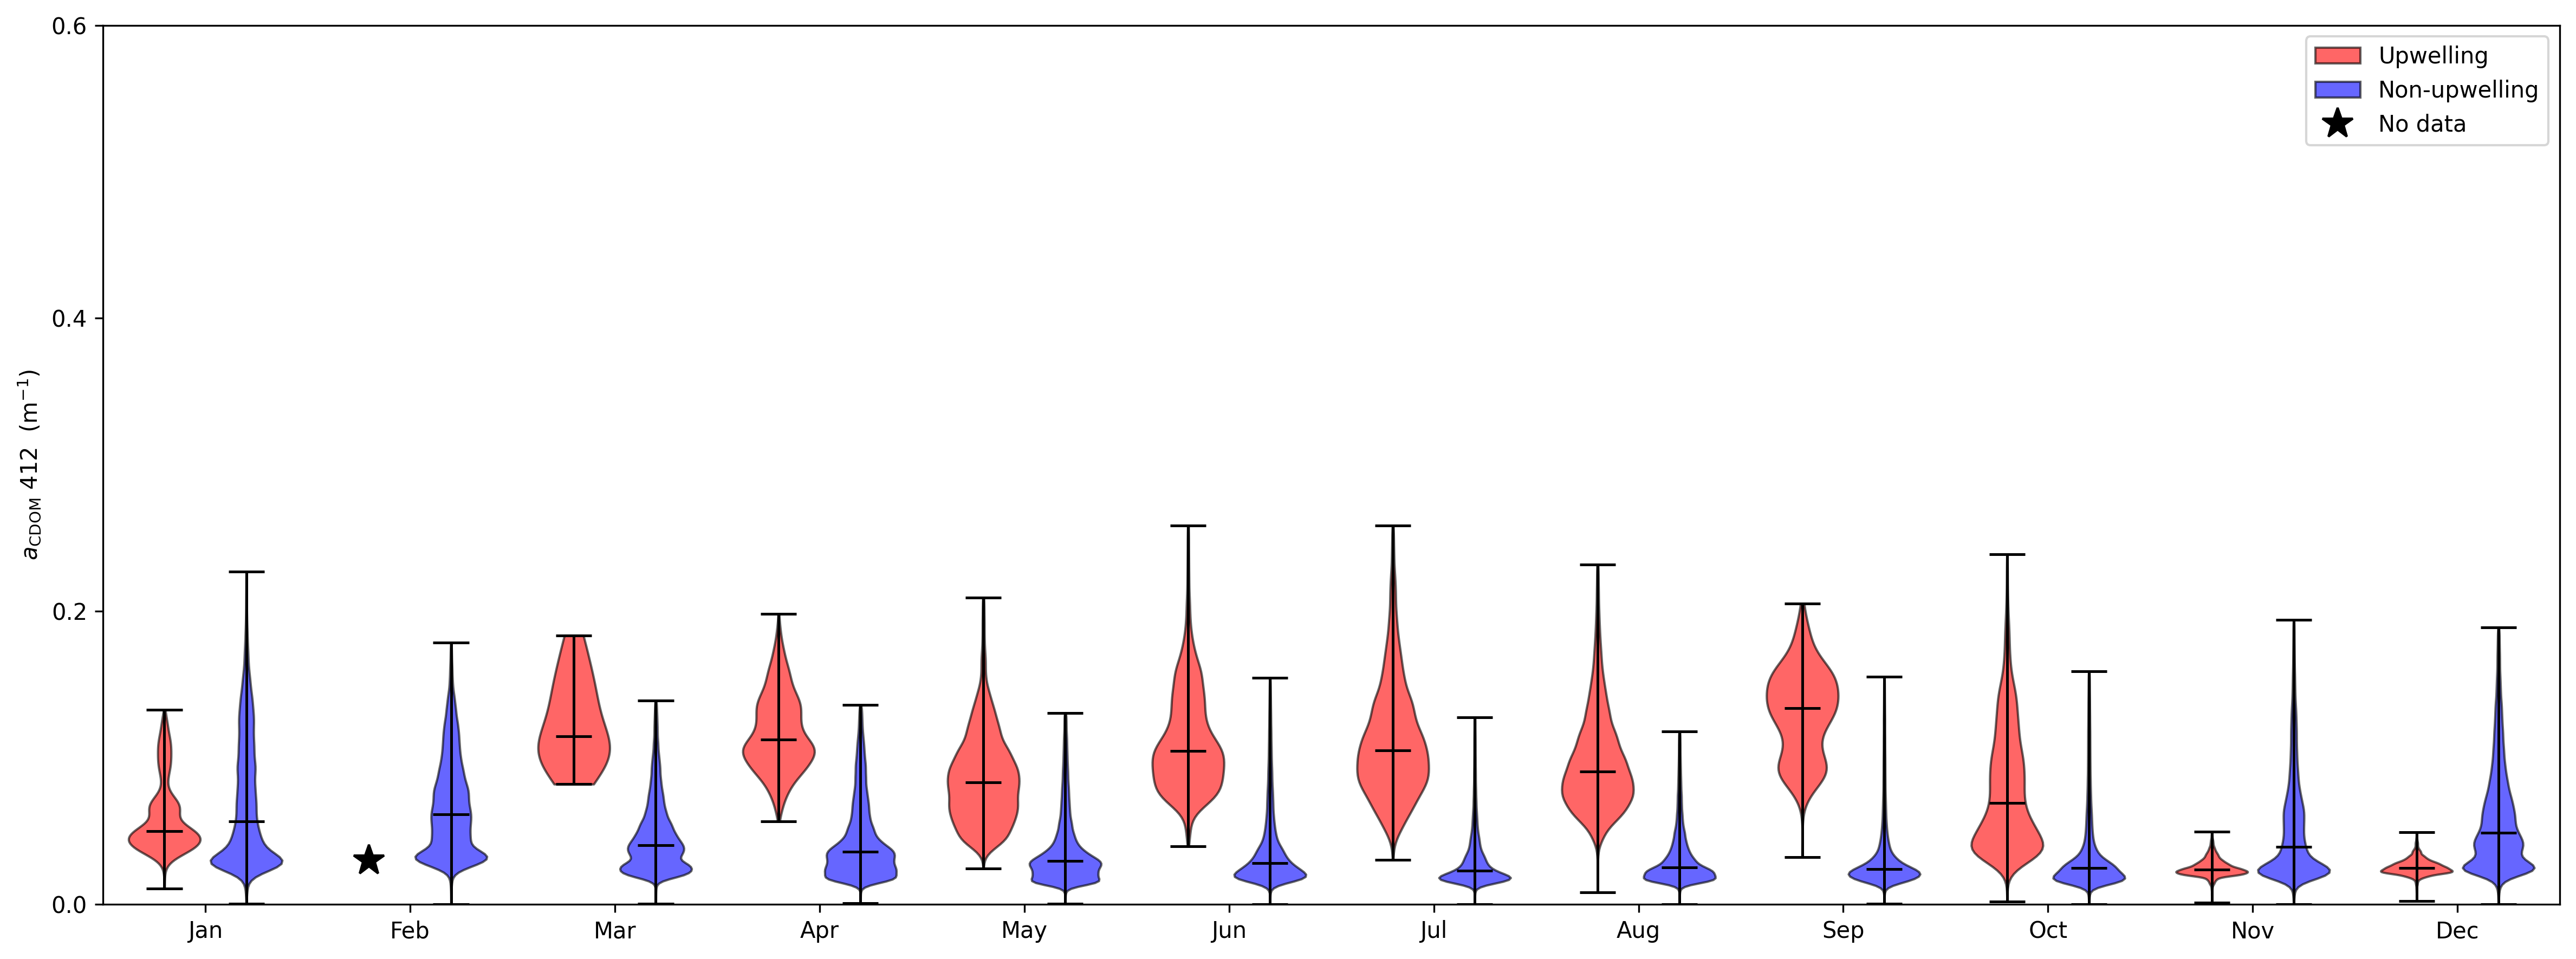 0.6
0.4
0.2
0.0
aCDOM 412 (m−1)
Upwelling
Non-upwelling
No data
Jan Feb Mar Apr May Jun Jul Aug Sep Oct Nov Dec